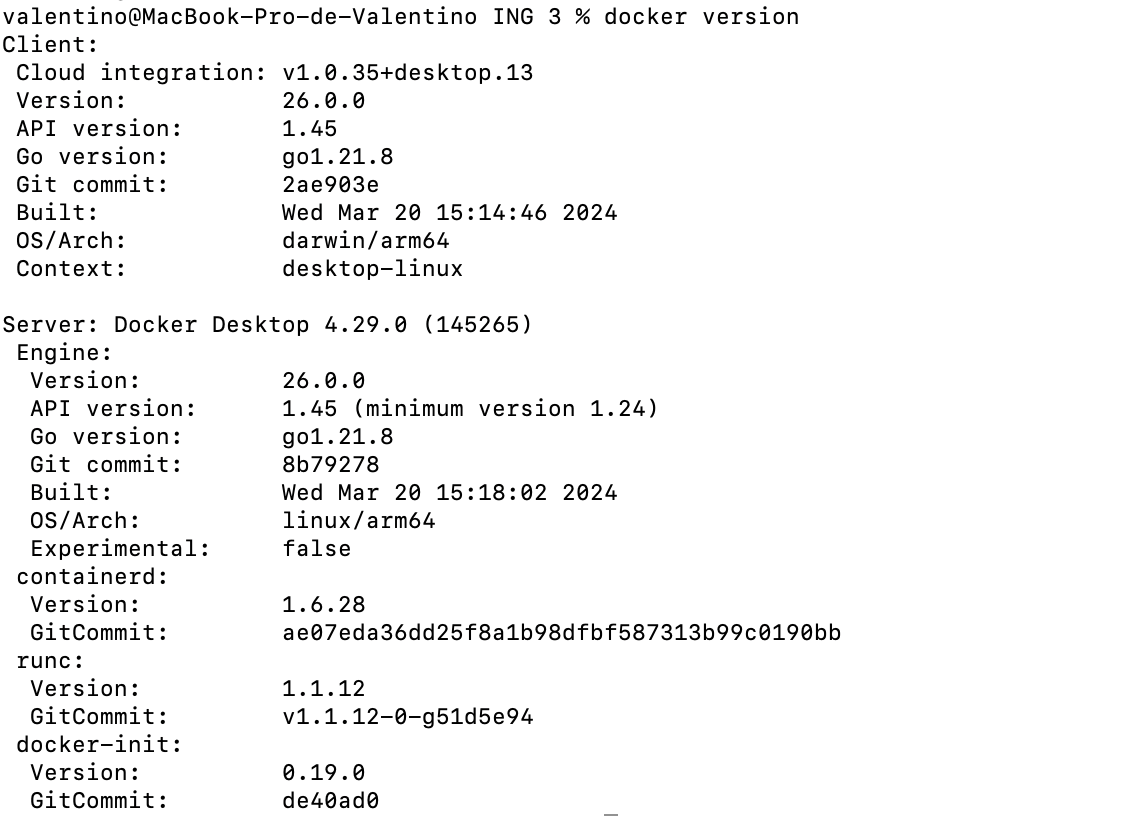 valentino@MacBook-Pro-de-Valentino ING 3 % docker version
Client:
 Cloud integration: v1.0.35+desktop.13
 Version:           26.0.0
 API version:       1.45
 Go version:        go1.21.8
 Git commit:        2ae903e
 Built:             Wed Mar 20 15:14:46 2024
 OS/Arch:           darwin/arm64
 Context:           desktop-linux

Server: Docker Desktop 4.29.0 (145265)
 Engine:
  Version:          26.0.0
  API version:      1.45 (minimum version 1.24)
  Go version:       go1.21.8
  Git commit:       8b79278
  Built:            Wed Mar 20 15:18:02 2024
  OS/Arch:          linux/arm64
  Experimental:     false
 containerd:
  Version:          1.6.28
  GitCommit:        ae07eda36dd25f8a1b98dfbf587313b99c0190bb
 runc:
  Version:          1.1.12
  GitCommit:        v1.1.12-0-g51d5e94
 docker-init:
  Version:          0.19.0
  GitCommit:        de40ad0